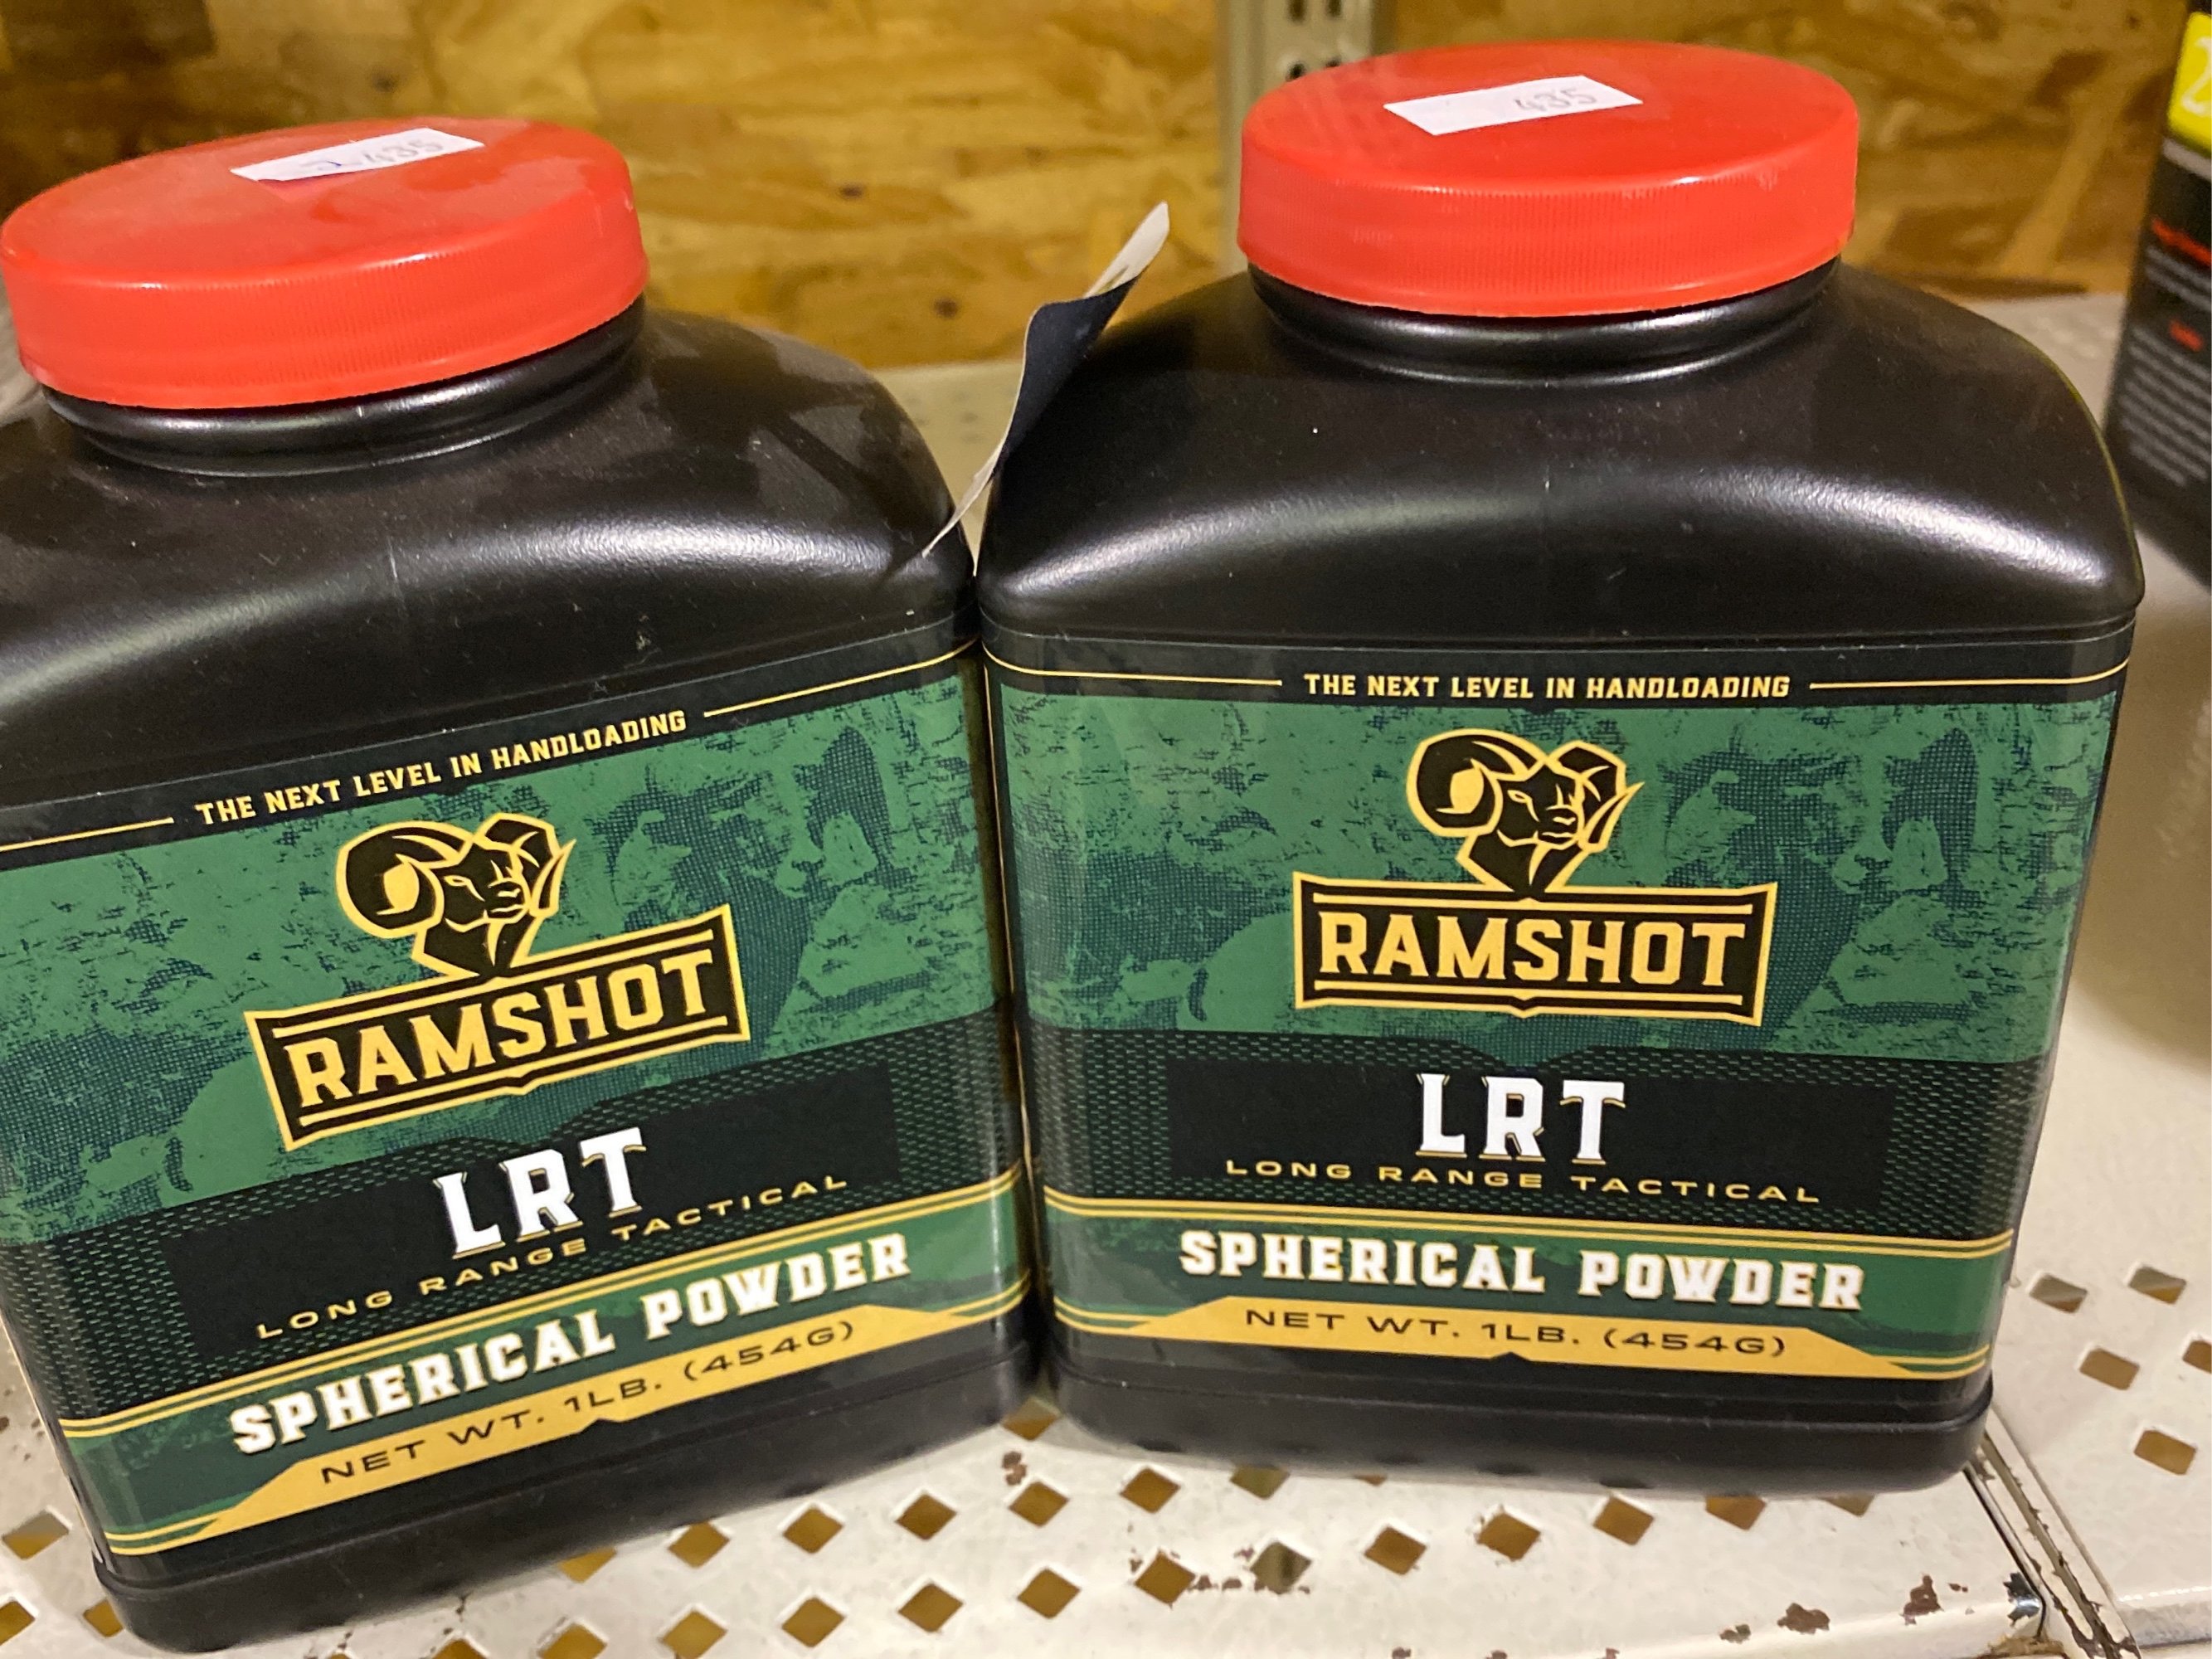 435
435
THE NEXT LEVEL IN HANDLOADING
RAMSHOT
LRT
LONG RANGE TACTICAL
SPHERICAL POWDER
NET WT. 1LB. (454G)
THE NEXT LEVEL IN HANDLOADING
RAMSHOT
LRT
LONG RANGE TACTICAL
SPHERICAL POWDER
NET WT. 1LB. (454G)